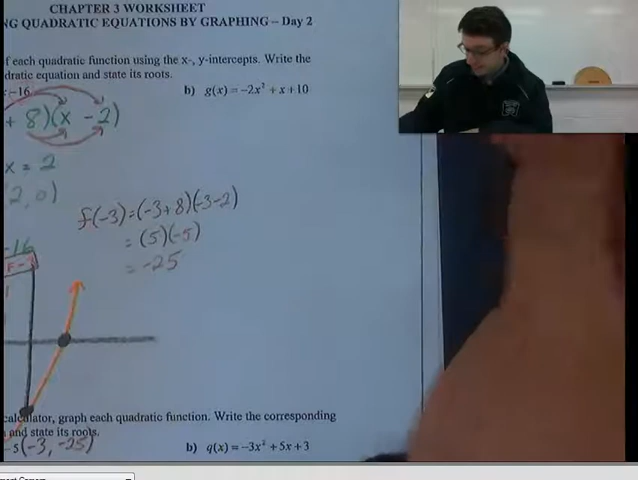 CHAPTER 3 WORKSHEET
NG QUADRATIC EQUATIONS BY GRAPHING – Day 2
f each quadratic function using the x-, y-intercepts. Write the
dratic equation and state its roots.
-16
b) g(x) = -2x² + x + 10
+ 8)(x - 2)
x = 2
2, 0)
f(-3) = (-3+8)(-3-2)
= (5)(-5)
= -25
-16
calculator, graph each quadratic function. Write the corresponding
and state its roots.
(-3, -25)
b) q(x) = -3x² + 5x + 3